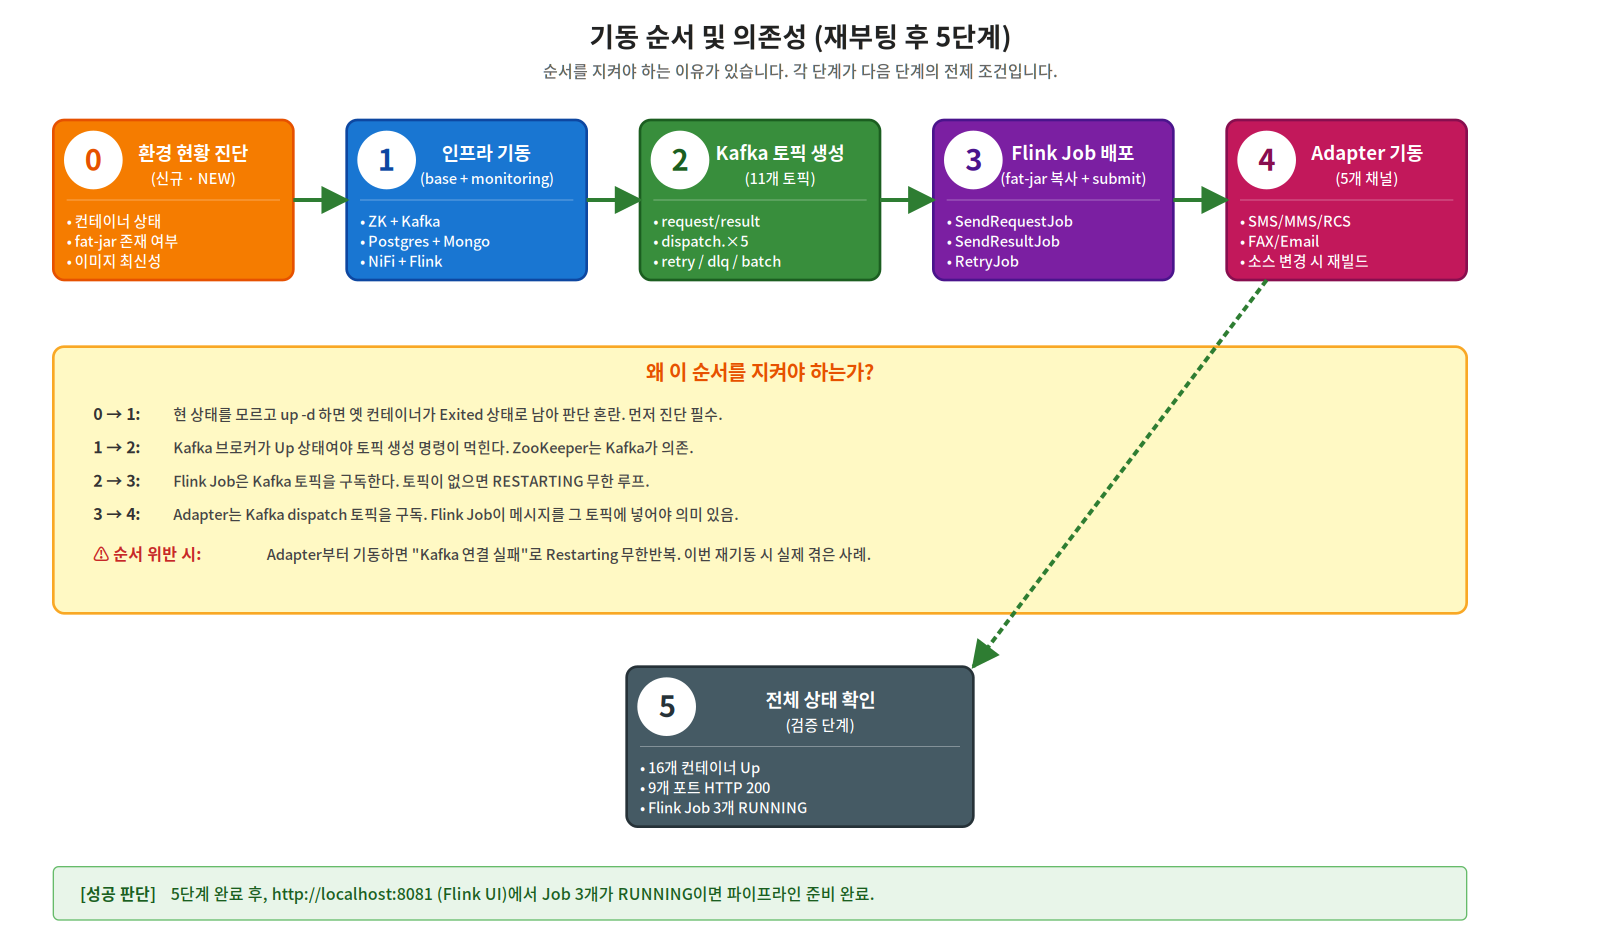 기동 순서 및 의존성 (재부팅 후 5단계)
순서를 지켜야 하는 이유가 있습니다. 각 단계가 다음 단계의 전제 조건입니다.
0
환경 현황 진단
(신규 · NEW)
• 컨테이너 상태
• fat-jar 존재 여부
• 이미지 최신성
1
인프라 기동
(base + monitoring)
• ZK + Kafka
• Postgres + Mongo
• NiFi + Flink
2
Kafka 토픽 생성
(11개 토픽)
• request/result
• dispatch.×5
• retry / dlq / batch
3
Flink Job 배포
(fat-jar 복사 + submit)
• SendRequestJob
• SendResultJob
• RetryJob
4
Adapter 기동
(5개 채널)
• SMS/MMS/RCS
• FAX/Email
• 소스 변경 시 재빌드
왜 이 순서를 지켜야 하는가?
0 → 1: 현 상태를 모르고 up -d 하면 옛 컨테이너가 Exited 상태로 남아 판단 혼란. 먼저 진단 필수.
1 → 2: Kafka 브로커가 Up 상태여야 토픽 생성 명령이 먹힌다. ZooKeeper는 Kafka가 의존.
2 → 3: Flink Job은 Kafka 토픽을 구독한다. 토픽이 없으면 RESTARTING 무한 루프.
3 → 4: Adapter는 Kafka dispatch 토픽을 구독. Flink Job이 메시지를 그 토픽에 넣어야 의미 있음.
⚠ 순서 위반 시: Adapter부터 기동하면 "Kafka 연결 실패"로 Restarting 무한반복. 이번 재기동 시 실제 겪은 사례.
5
전체 상태 확인
(검증 단계)
• 16개 컨테이너 Up
• 9개 포트 HTTP 200
• Flink Job 3개 RUNNING
[성공 판단] 5단계 완료 후, http://localhost:8081 (Flink UI)에서 Job 3개가 RUNNING이면 파이프라인 준비 완료.